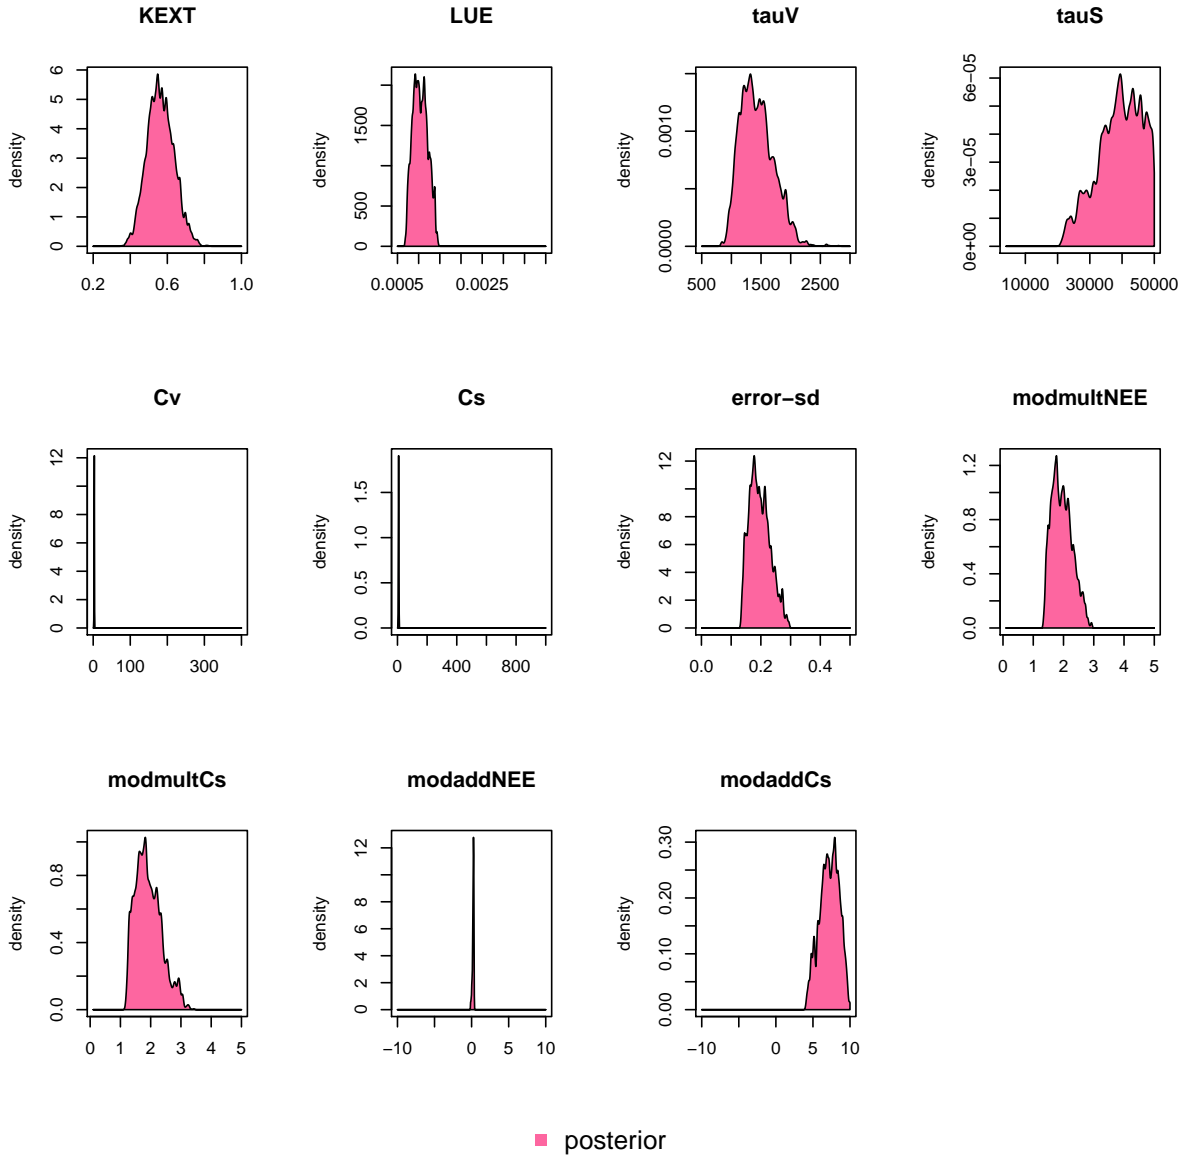 KEXT LUE tauV tauS
density
0 1 2 3 4 5 6
0.2 0.6 1.0
density
0 500 1500
0.0005 0.0025
density
0.0000 0.0010
500 1500 2500
density
0e+00 3e−05 6e−05
10000 30000 50000
Cv Cs error−sd modmultNEE
density
0 2 4 6 8 10 12
0 100 300
density
0.0 0.5 1.0 1.5
0 400 800
density
0 2 4 6 8 12
0.0 0.2 0.4
density
0.0 0.4 0.8 1.2
0 1 2 3 4 5
modmultCs modaddNEE modaddCs
density
0.0 0.4 0.8
0 1 2 3 4 5
density
0 2 4 6 8 12
−10 0 5 10
density
0.00 0.10 0.20 0.30
−10 0 5 10
posterior